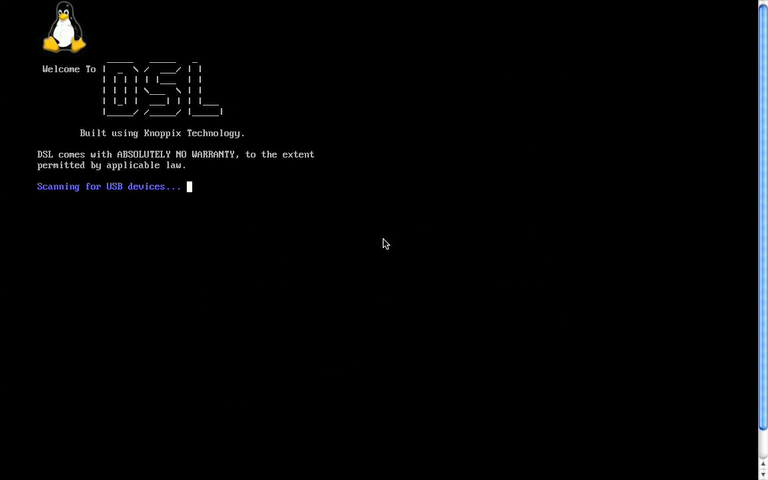 Welcome To DSL
Built using Knoppix Technology.
DSL comes with ABSOLUTELY NO WARRANTY, to the extent
permitted by applicable law.
Scanning for USB devices...